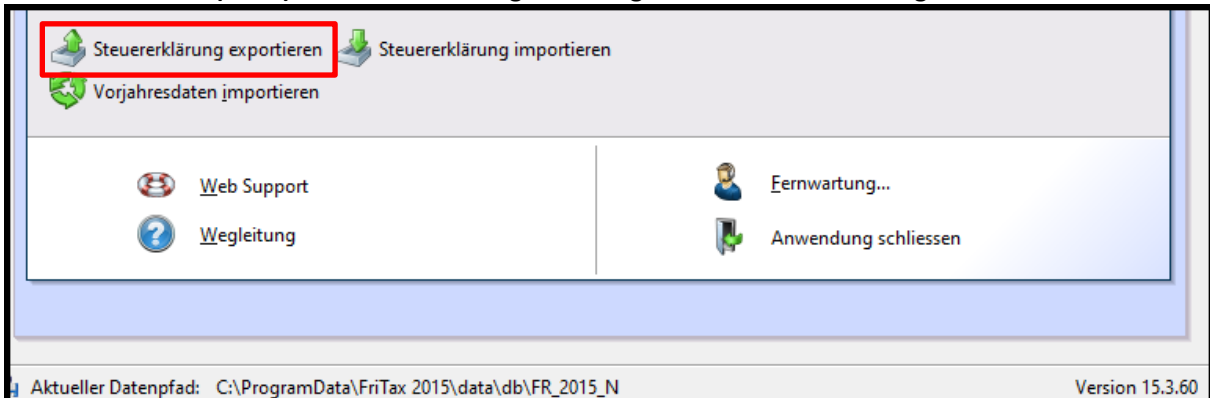 Steuererklärung exportieren Steuererklärung importieren
Vorjahresdaten importieren
Web Support Fernwartung...
Wegleitung Anwendung schliessen
Aktueller Datenpfad: C:\ProgramData\FriTax 2015\data\db\FR_2015_N Version 15.3.60